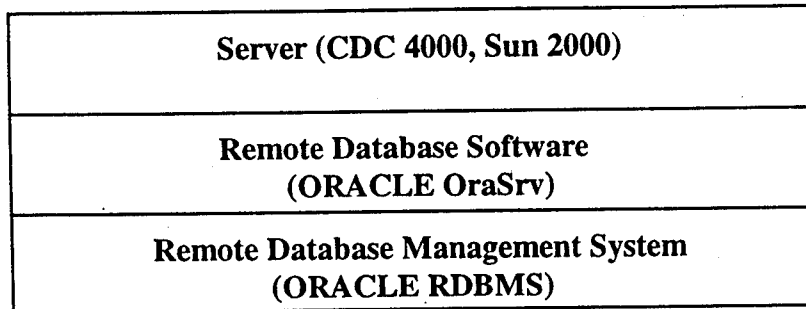 Server (CDC 4000, Sun 2000)
Remote Database Software
(ORACLE OraSrv)
Remote Database Management System
(ORACLE RDBMS)